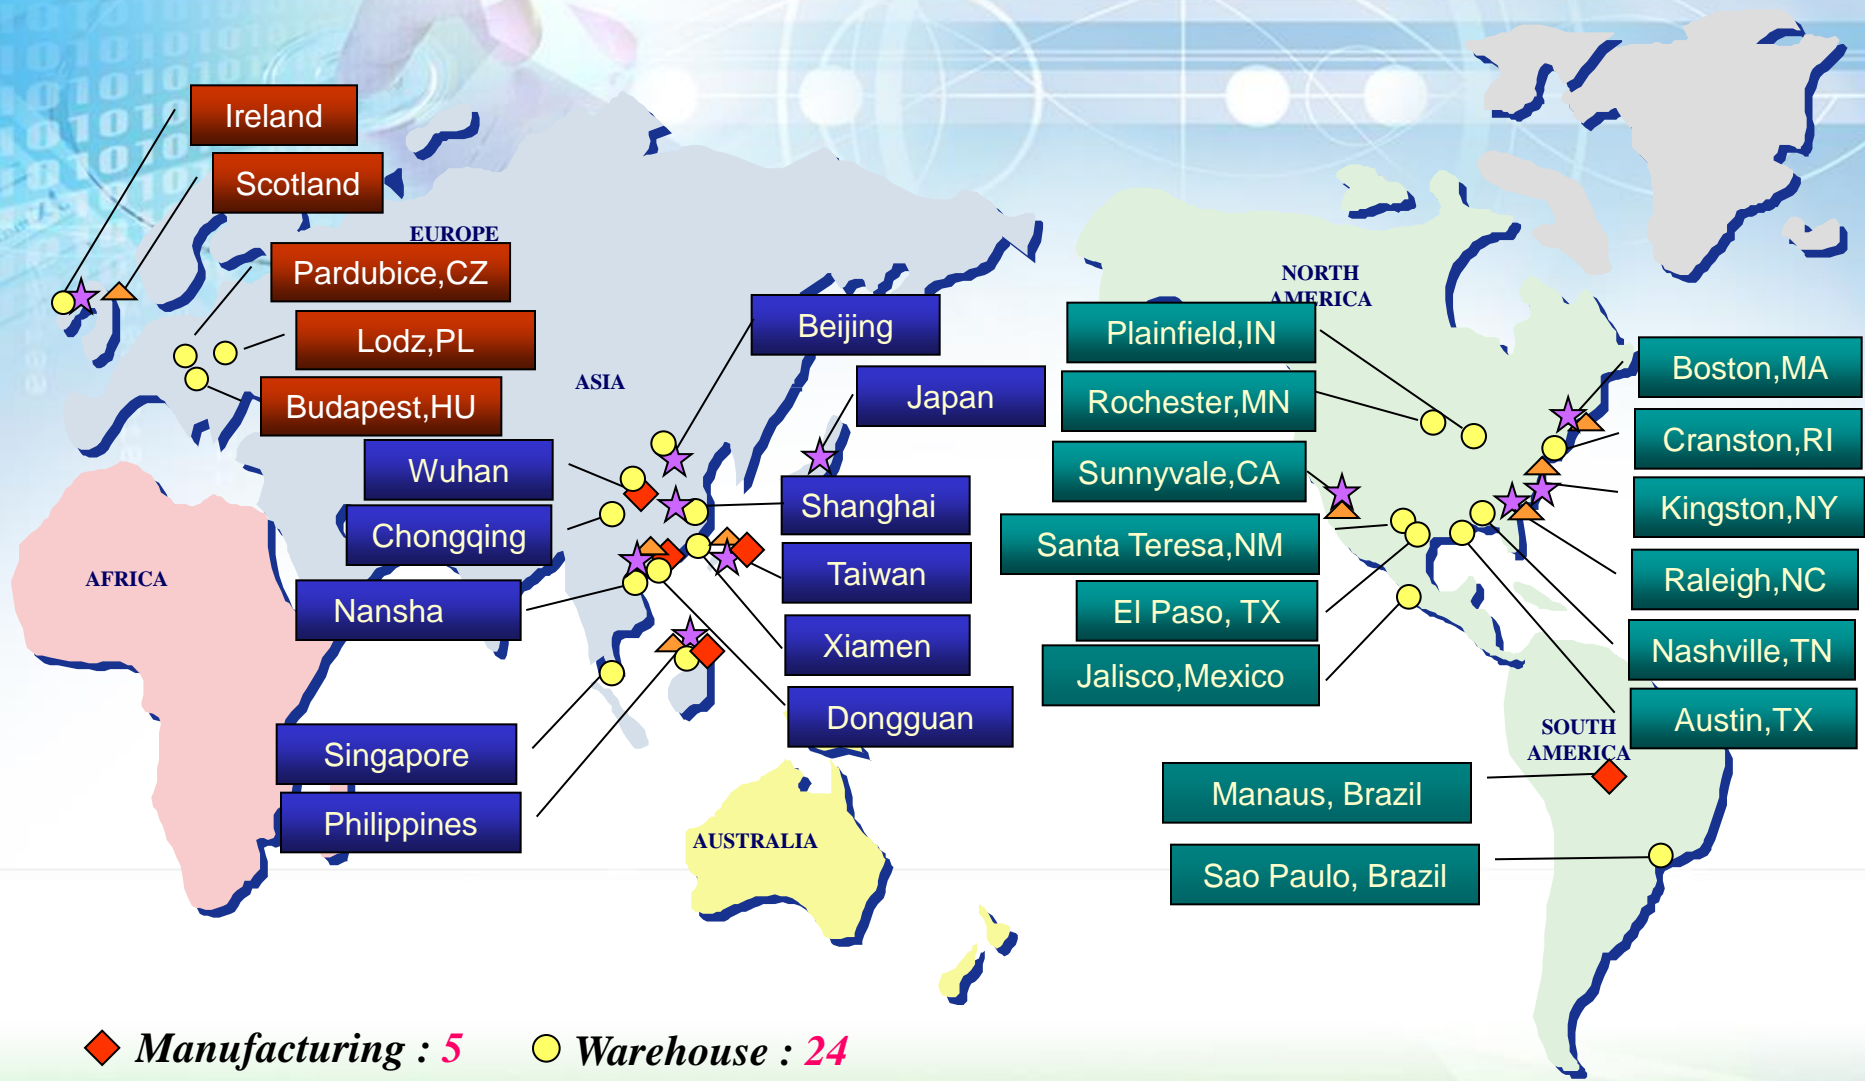 Ireland
Scotland
EUROPE
Pardubice,CZ
Lodz,PL
Budapest,HU
ASIA
Beijing
Japan
Wuhan
Chongqing
Nansha
Shanghai
Taiwan
Xiamen
Dongguan
Singapore
Philippines
AFRICA
AUSTRALIA
NORTH
AMERICA
Plainfield,IN
Rochester,MN
Sunnyvale,CA
Santa Teresa,NM
El Paso, TX
Jalisco,Mexico
Boston,MA
Cranston,RI
Kingston,NY
Raleigh,NC
Nashville,TN
Austin,TX
SOUTH
AMERICA
Manaus, Brazil
Sao Paulo, Brazil
Manufacturing : 5
Warehouse : 24